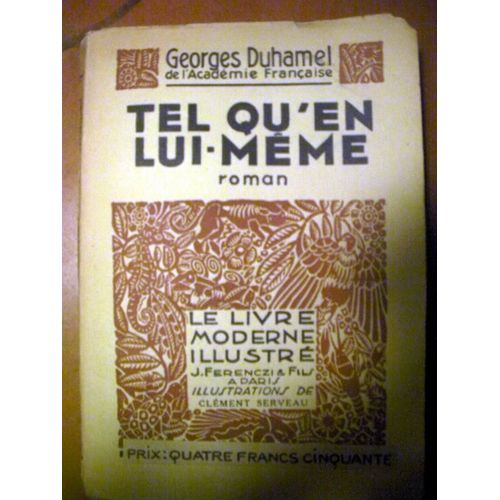 Georges Duhamel
de l'Académie Française
TEL QU'EN
LUI-MÊME
roman
LE LIVRE
MODERNE
ILLUSTRÉ
J. FERENCZI & FILS
A PARIS
ILLUSTRATIONS DE
CLÉMENT SERVEAU
PRIX: QUATRE FRANCS CINQUANTE